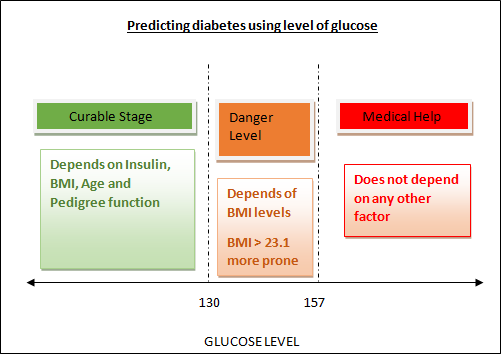 Predicting diabetes using level of glucose
Curable Stage
Depends on Insulin,
BMI, Age and
Pedigree function
Danger
Level
Depends of
BMI levels
BMI > 23.1
more prone
Medical Help
Does not depend
on any other
factor
130
157
GLUCOSE LEVEL